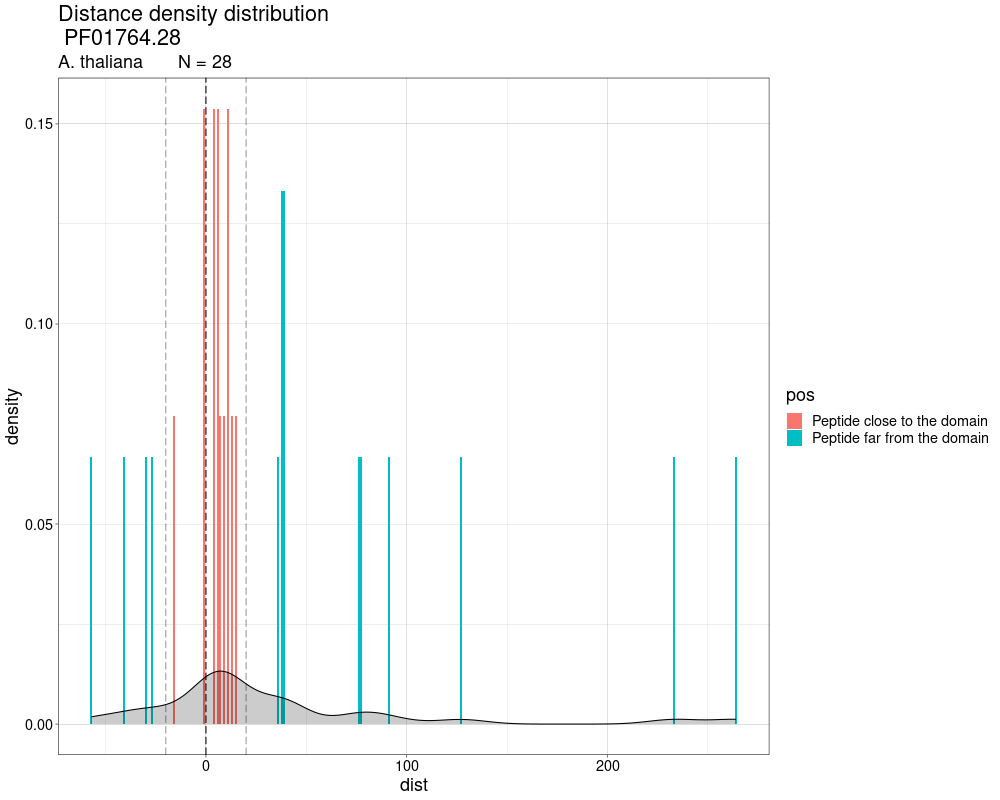 Distance density distribution
PF01764.28
A. thaliana N = 28
0.15
0.10
0.05
0.00
density
0 100 200
dist
pos
Peptide close to the domain
Peptide far from the domain